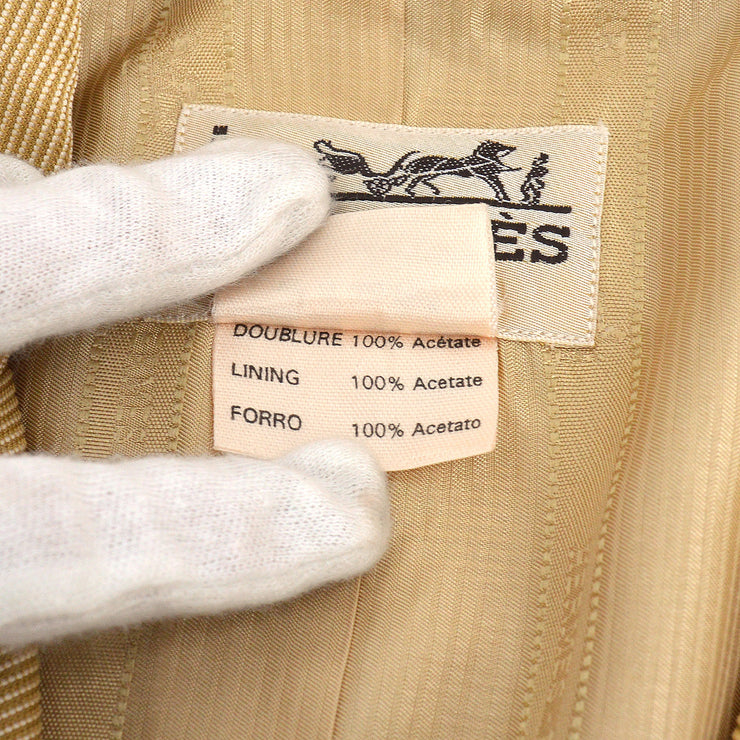 ÈS
DOUBLURE 100% Acétate
LINING 100% Acetate
FORRO 100% Acetato